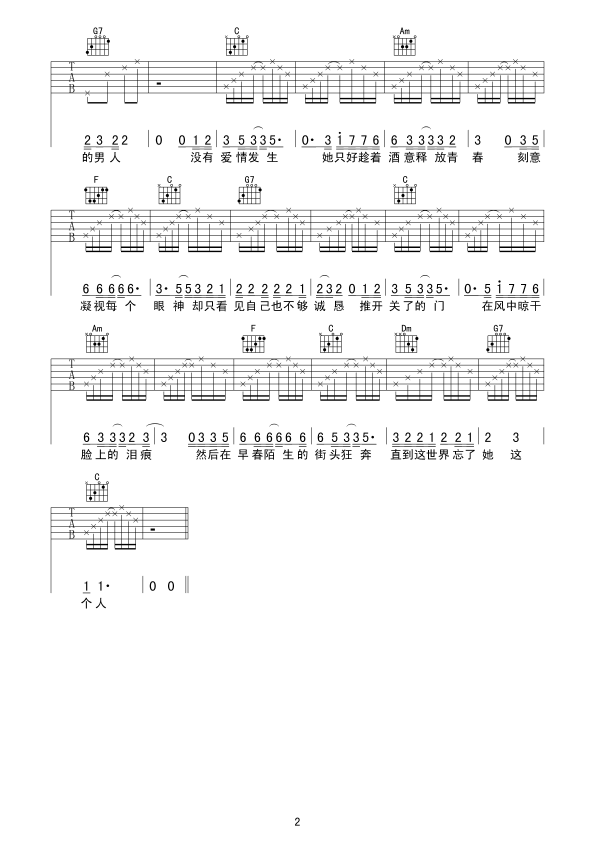 G7 C Am
T A B
2 3 2 2 | 0 0 1 2 | 3 5 3 3 5· | 0· 3 1 7 7 6 | 6 3 3 3 3 2 | 3 0 3 5
的男人 没有 爱情发生 她只好趁着 酒意释放青 春 刻意
F C G7 C
T A B
6 6 6 6 6· | 3· 5 5 3 2 1 | 2 2 2 2 2 2 1 | 2 3 2 0 1 2 | 3 5 3 3 5· | 0· 5 1 7 7 6
凝视每个 眼神却只看 见自己也不够 诚恳 推开 关了的门 在风中晾干
Am F C Dm G7
T A B
6 3 3 3 2 3 | 3 0 3 3 5 | 6 6 6 6 6 6 | 6 5 3 3 5· | 3 2 2 1 2 2 1 | 2 3
脸上的泪痕 然后在 早春陌生的 街头狂奔 直到这世界忘了 她 这
C
T A B
1 1· | 0 0
个人
2